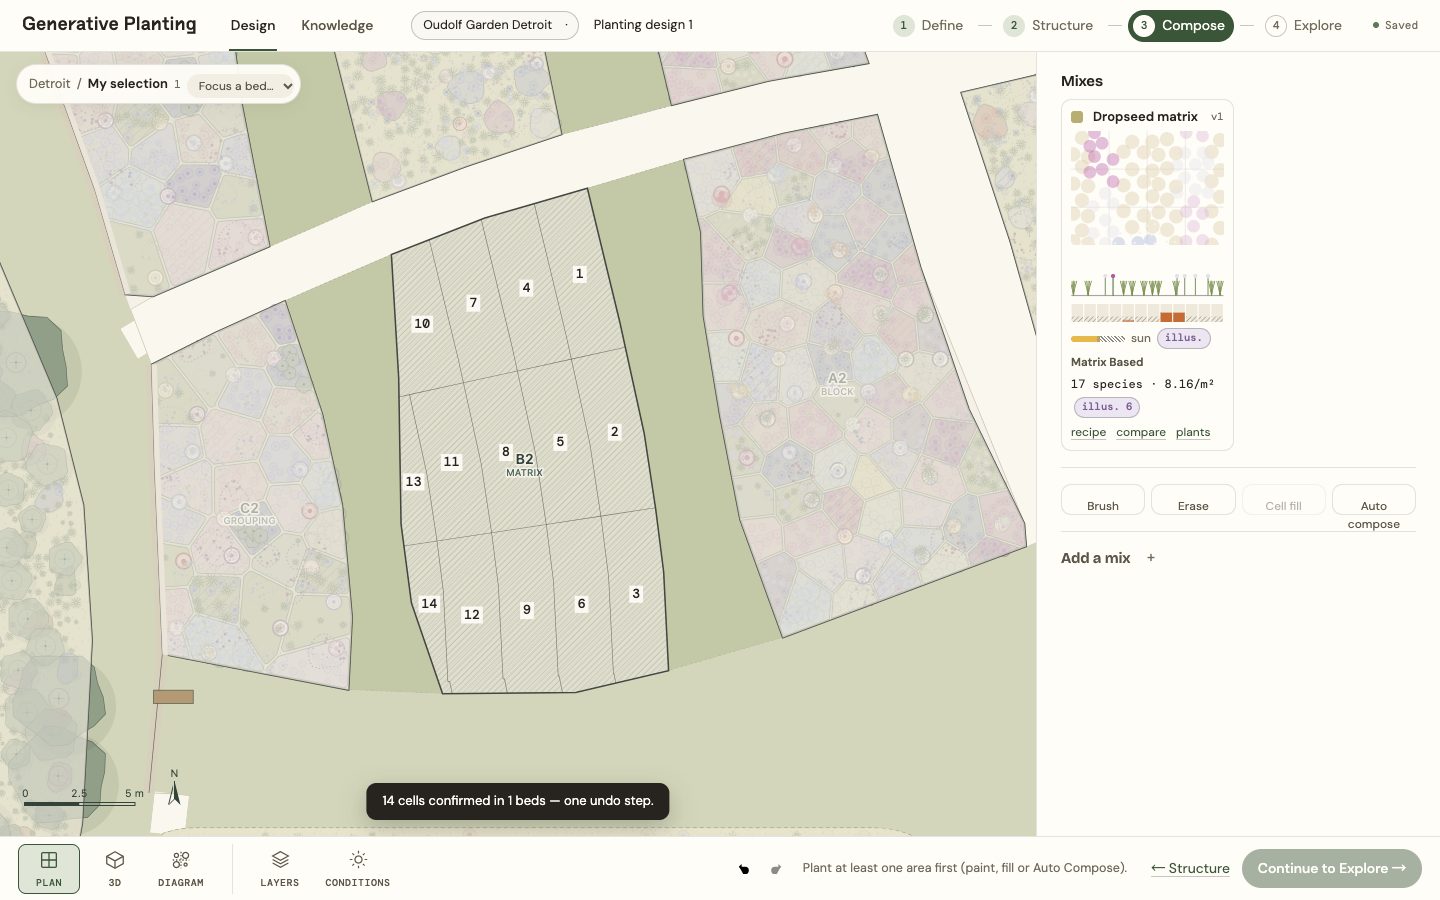 Generative Planting
Design
Knowledge
Oudolf Garden Detroit ·
Planting design 1
1 Define
2 Structure
3 Compose
4 Explore
Saved
Detroit / My selection 1
Focus a bed...
1
4
7
10
2
5
8
11
13
B2
MATRIX
3
6
9
12
14
A2
BLOCK
C2
GROUPING
N
0 2.5 5 m
14 cells confirmed in 1 beds — one undo step.
Mixes
Dropseed matrix v1
sun illus.
Matrix Based
17 species · 8.16/m²
illus. 6
recipe compare plants
Brush
Erase
Cell fill
Auto compose
Add a mix +
PLAN
3D
DIAGRAM
LAYERS
CONDITIONS
Plant at least one area first (paint, fill or Auto Compose).
← Structure
Continue to Explore →